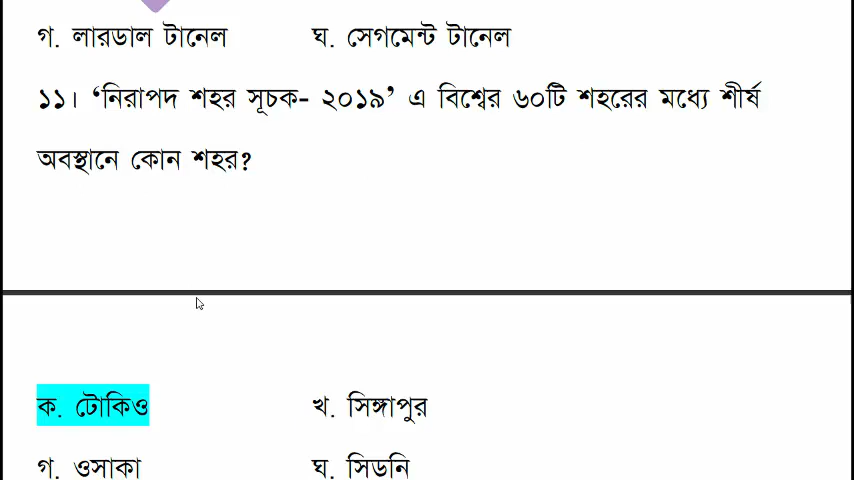 গ. লারডাল টানেল ঘ. সেগমেন্ট টানেল
১১। ‘নিরাপদ শহর সূচক- ২০১৯’ এ বিশ্বের ৬০টি শহরের মধ্যে শীর্ষ
অবস্থানে কোন শহর?
ক. টোকিও খ. সিঙ্গাপুর
গ. ওসাকা ঘ. সিডনি